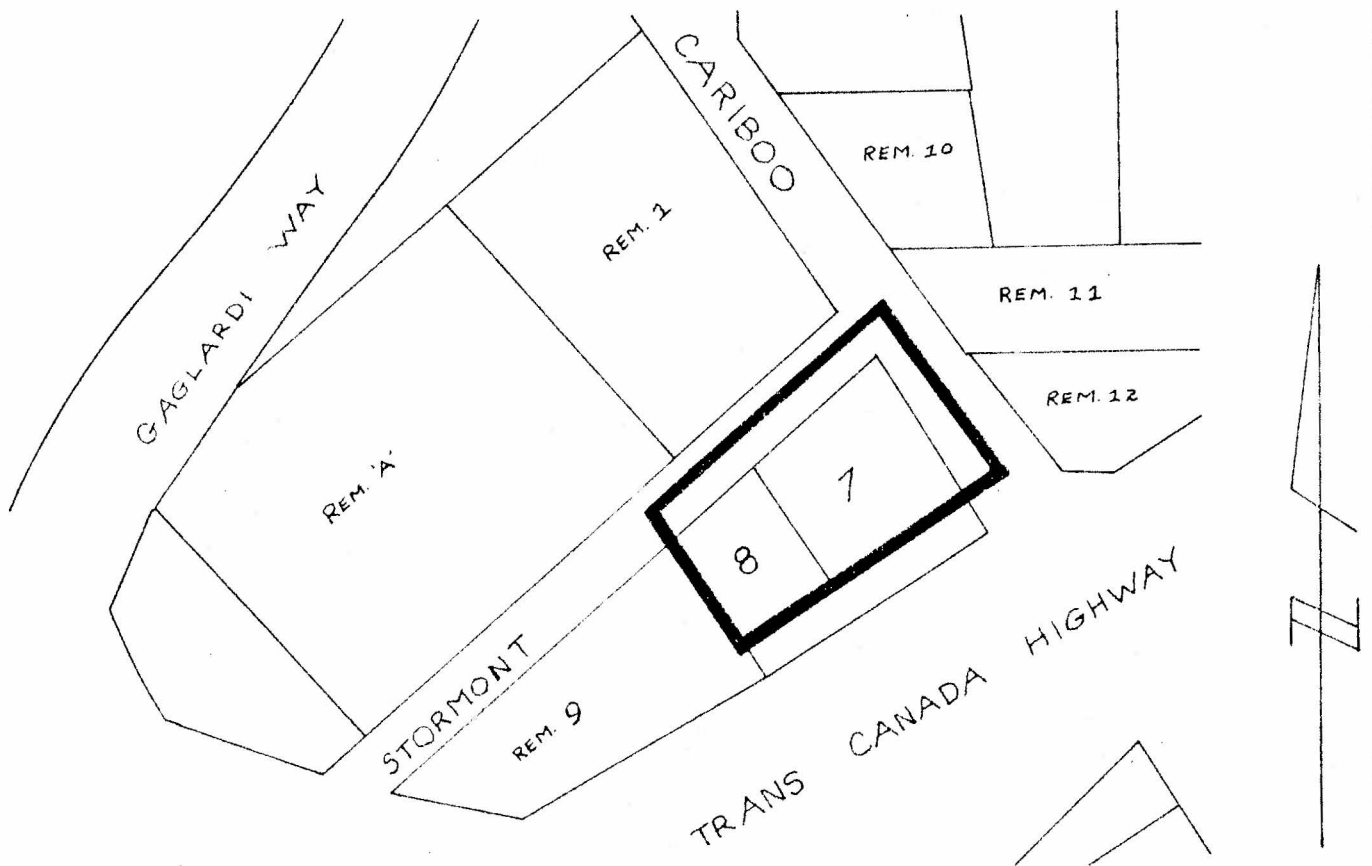 CARIBOO
REM. 10
GAGLARDI WAY
REM. 1
REM. 11
REM. 12
REM. 'A'
7
8
STORMONT
REM. 9
TRANS CANADA HIGHWAY
N